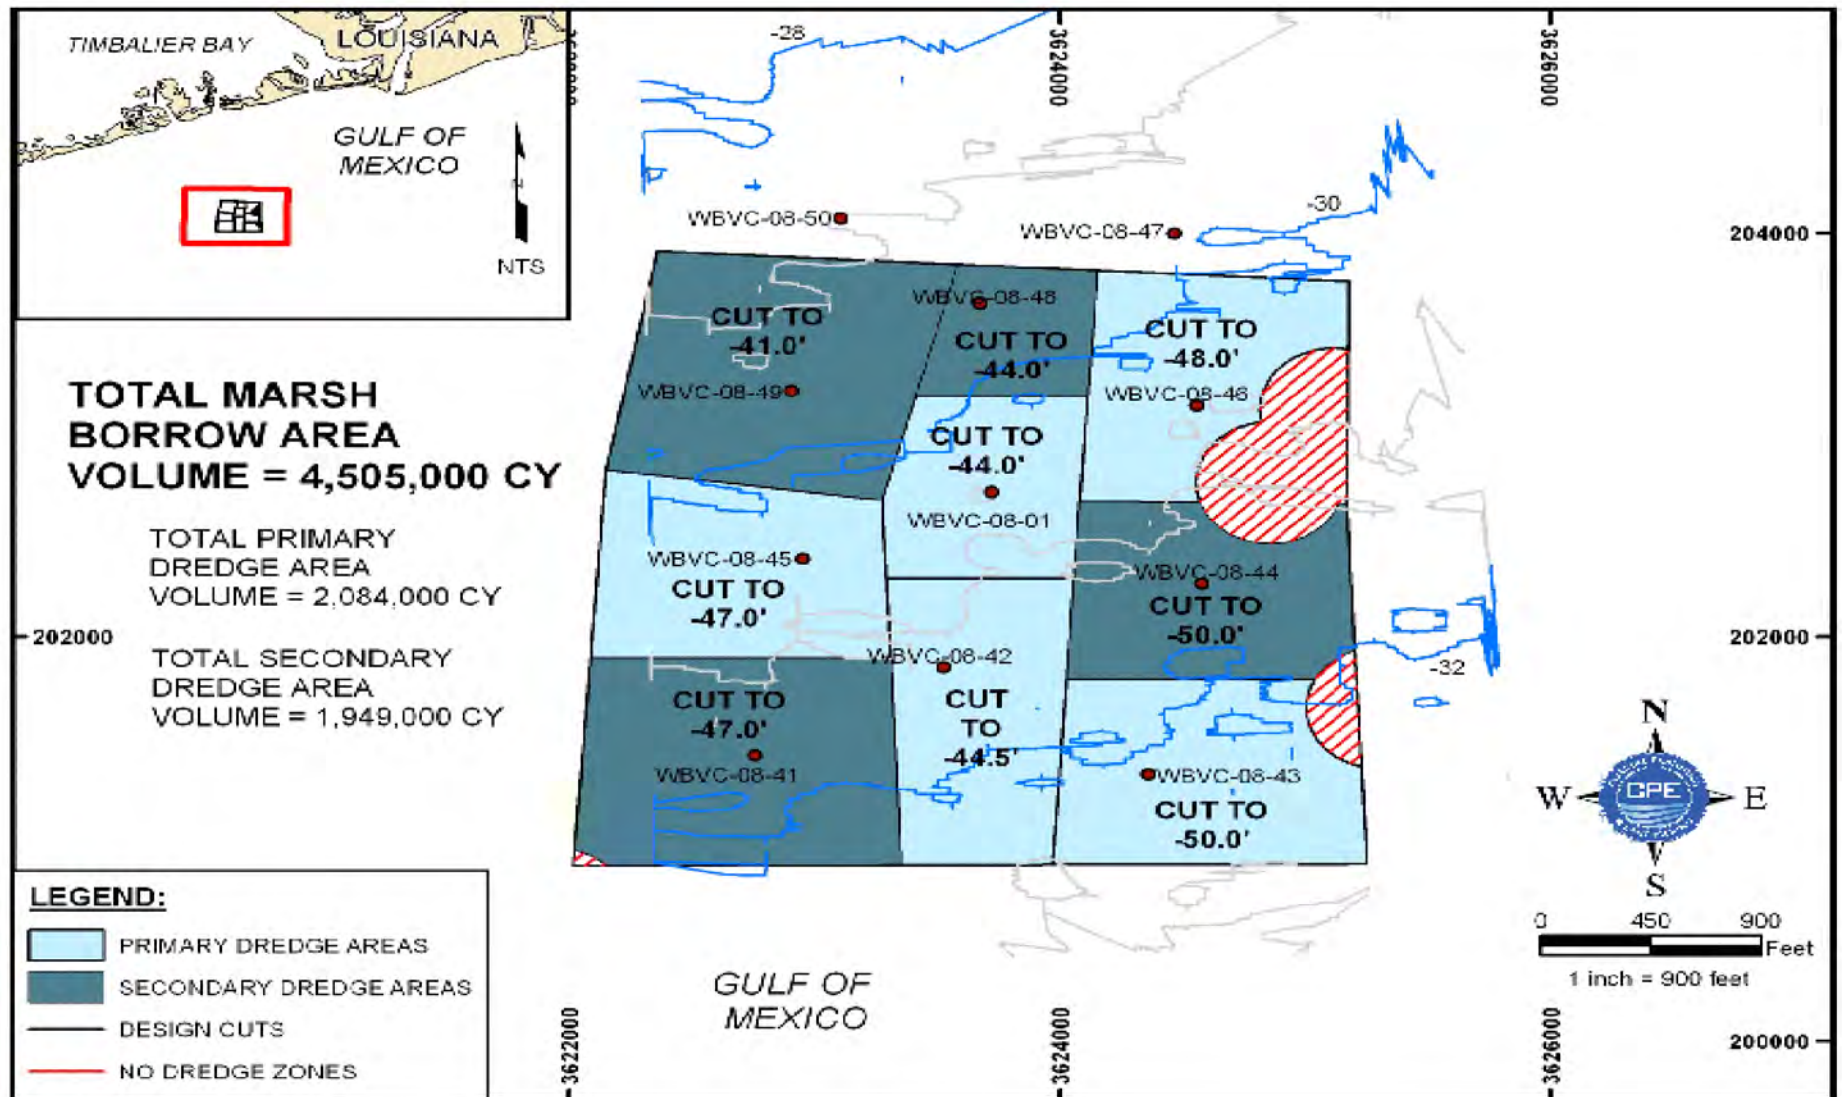 TIMBALIER BAY
LOUISIANA
GULF OF
MEXICO
NTS
TOTAL MARSH
BORROW AREA
VOLUME = 4,505,000 CY
TOTAL PRIMARY
DREDGE AREA
VOLUME = 2,084,000 CY
TOTAL SECONDARY
DREDGE AREA
VOLUME = 1,949,000 CY
202000
LEGEND:
PRIMARY DREDGE AREAS
SECONDARY DREDGE AREAS
DESIGN CUTS
NO DREDGE ZONES
-28
3624000
3626000
-30
WBVC-08-50
WBVC-08-47
204000
WBVC-08-48
CUT TO
-41.0'
CUT TO
-44.0'
CUT TO
-48.0'
WBVC-08-49
WBVC-08-46
CUT TO
-44.0'
WBVC-08-01
WBVC-08-45
CUT TO
-47.0'
WBVC-08-44
CUT TO
-50.0'
202000
WBVC-08-42
-32
CUT TO
-47.0'
WBVC-08-41
CUT
TO
-44.5'
WBVC-08-43
CUT TO
-50.0'
N
W
CPE
E
S
0 450 900
Feet
1 inch = 900 feet
GULF OF
MEXICO
3622000
3624000
3626000
200000